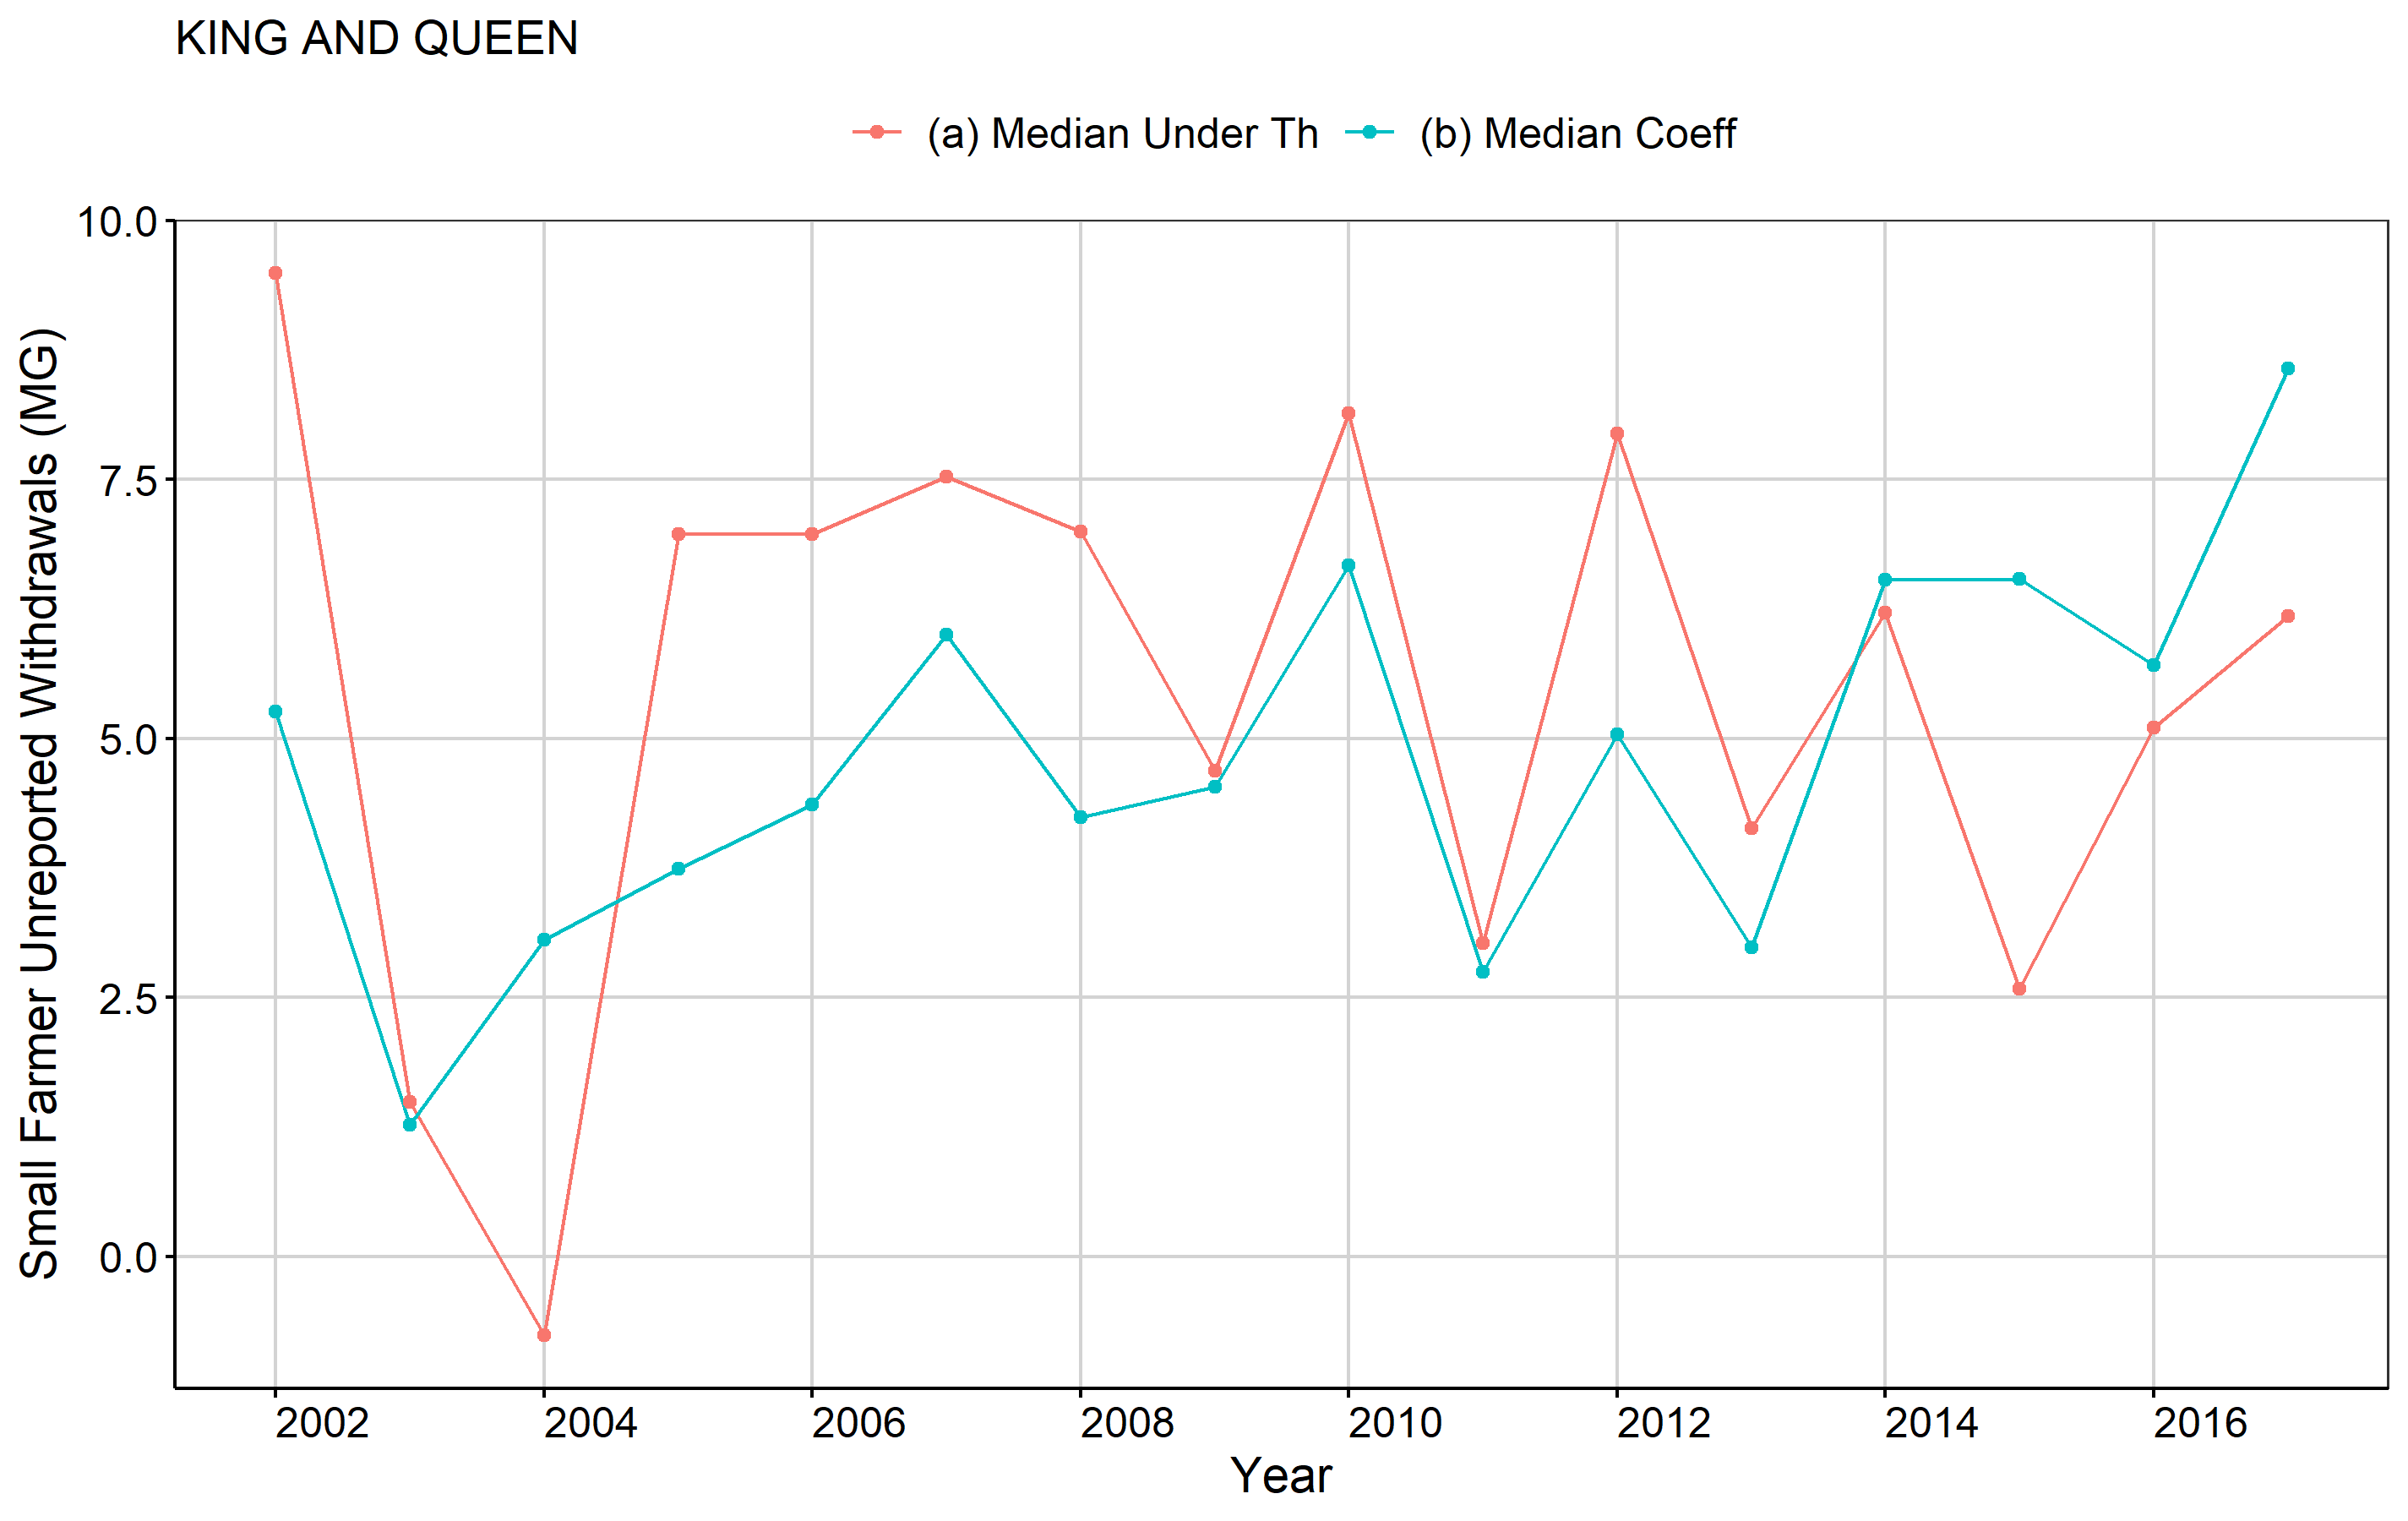 KING AND QUEEN
(a) Median Under Th (b) Median Coeff
Small Farmer Unreported Withdrawals (MG)
10.0
7.5
5.0
2.5
0.0
2002 2004 2006 2008 2010 2012 2014 2016
Year